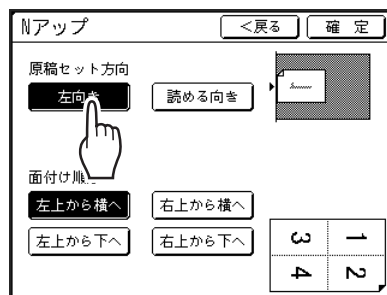 Nアップ
<戻る
確 定
原稿セット方向
左向き
読める向き
面付け順
左上から横へ
右上から横へ
左上から下へ
右上から下へ
3 1
4 2